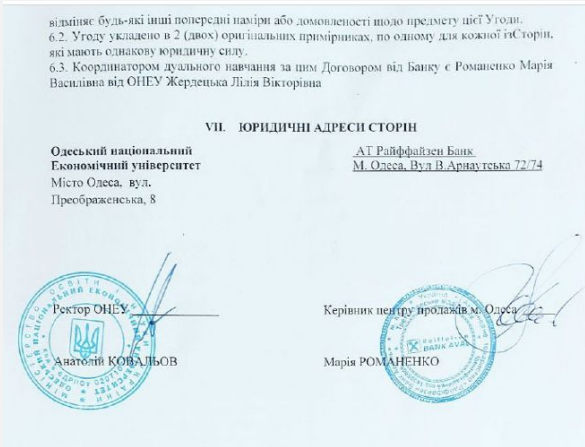 відміняє будь-які інші попередні наміри або домовленості щодо предмету цієї Угоди.
6.2. Угоду укладено в 2 (двох) оригінальних примірниках, по одному для кожної ізСторін,
які мають однакову юридичну силу.
6.3. Координатором дуального навчання за цим Договором від Банку є Романенко Марія
Василівна від ОНЕУ Жердецька Лілія Вікторівна
VII. ЮРИДИЧНІ АДРЕСИ СТОРІН
Одеський національний
Економічний університет
Місто Одеса, вул.
Преображенська, 8
АТ Райффайзен Банк
М. Одеса, Вул В.Арнаутська 72/74
Ректор ОНЕУ
Анатолій КОВАЛЬОВ
Керівник центру продажів м. Одеса
Марія РОМАНЕНКО
BANK AVAL